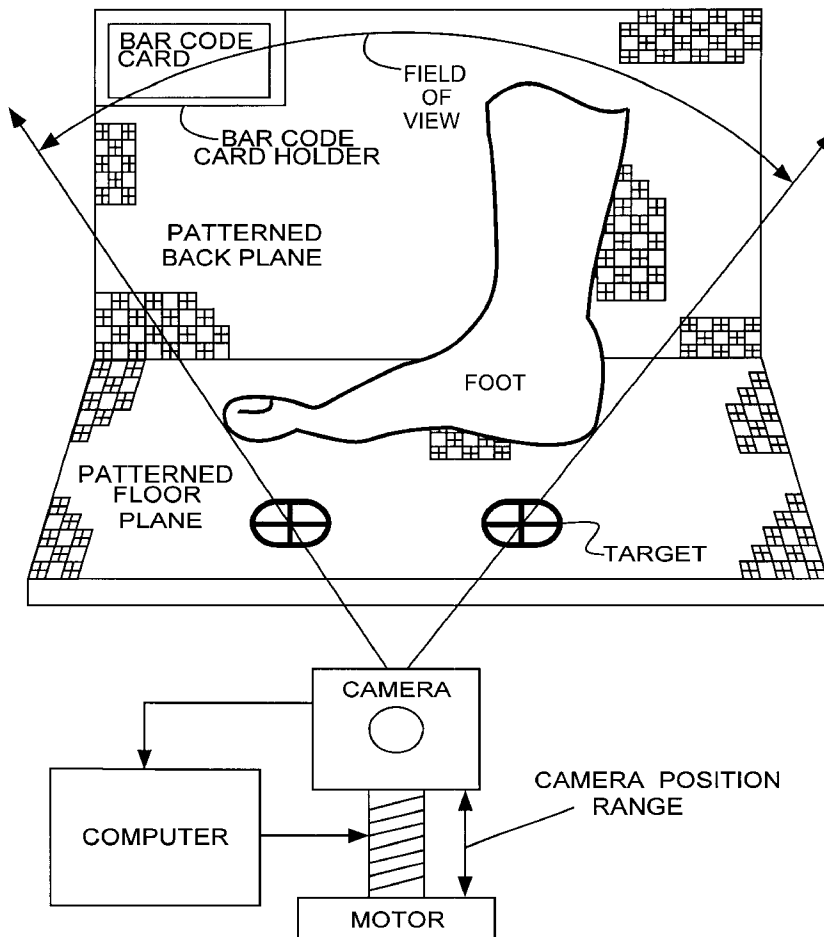 BAR CODE
CARD
FIELD
OF
VIEW
BAR CODE
CARD HOLDER
PATTERNED
BACK PLANE
FOOT
PATTERNED
FLOOR
PLANE
TARGET
CAMERA
CAMERA POSITION
RANGE
COMPUTER
MOTOR